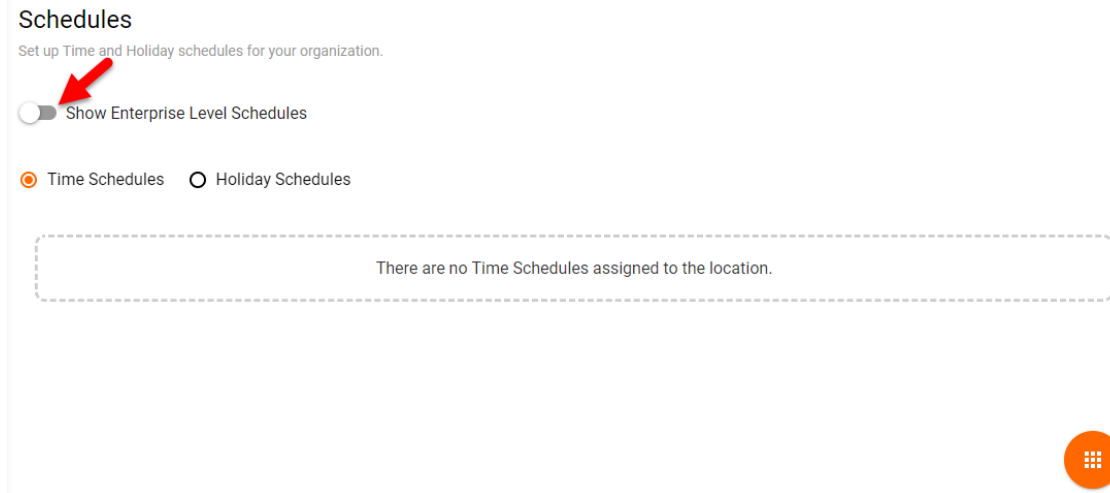 Schedules
Set up Time and Holiday schedules for your organization.
Show Enterprise Level Schedules
Time Schedules Holiday Schedules
There are no Time Schedules assigned to the location.